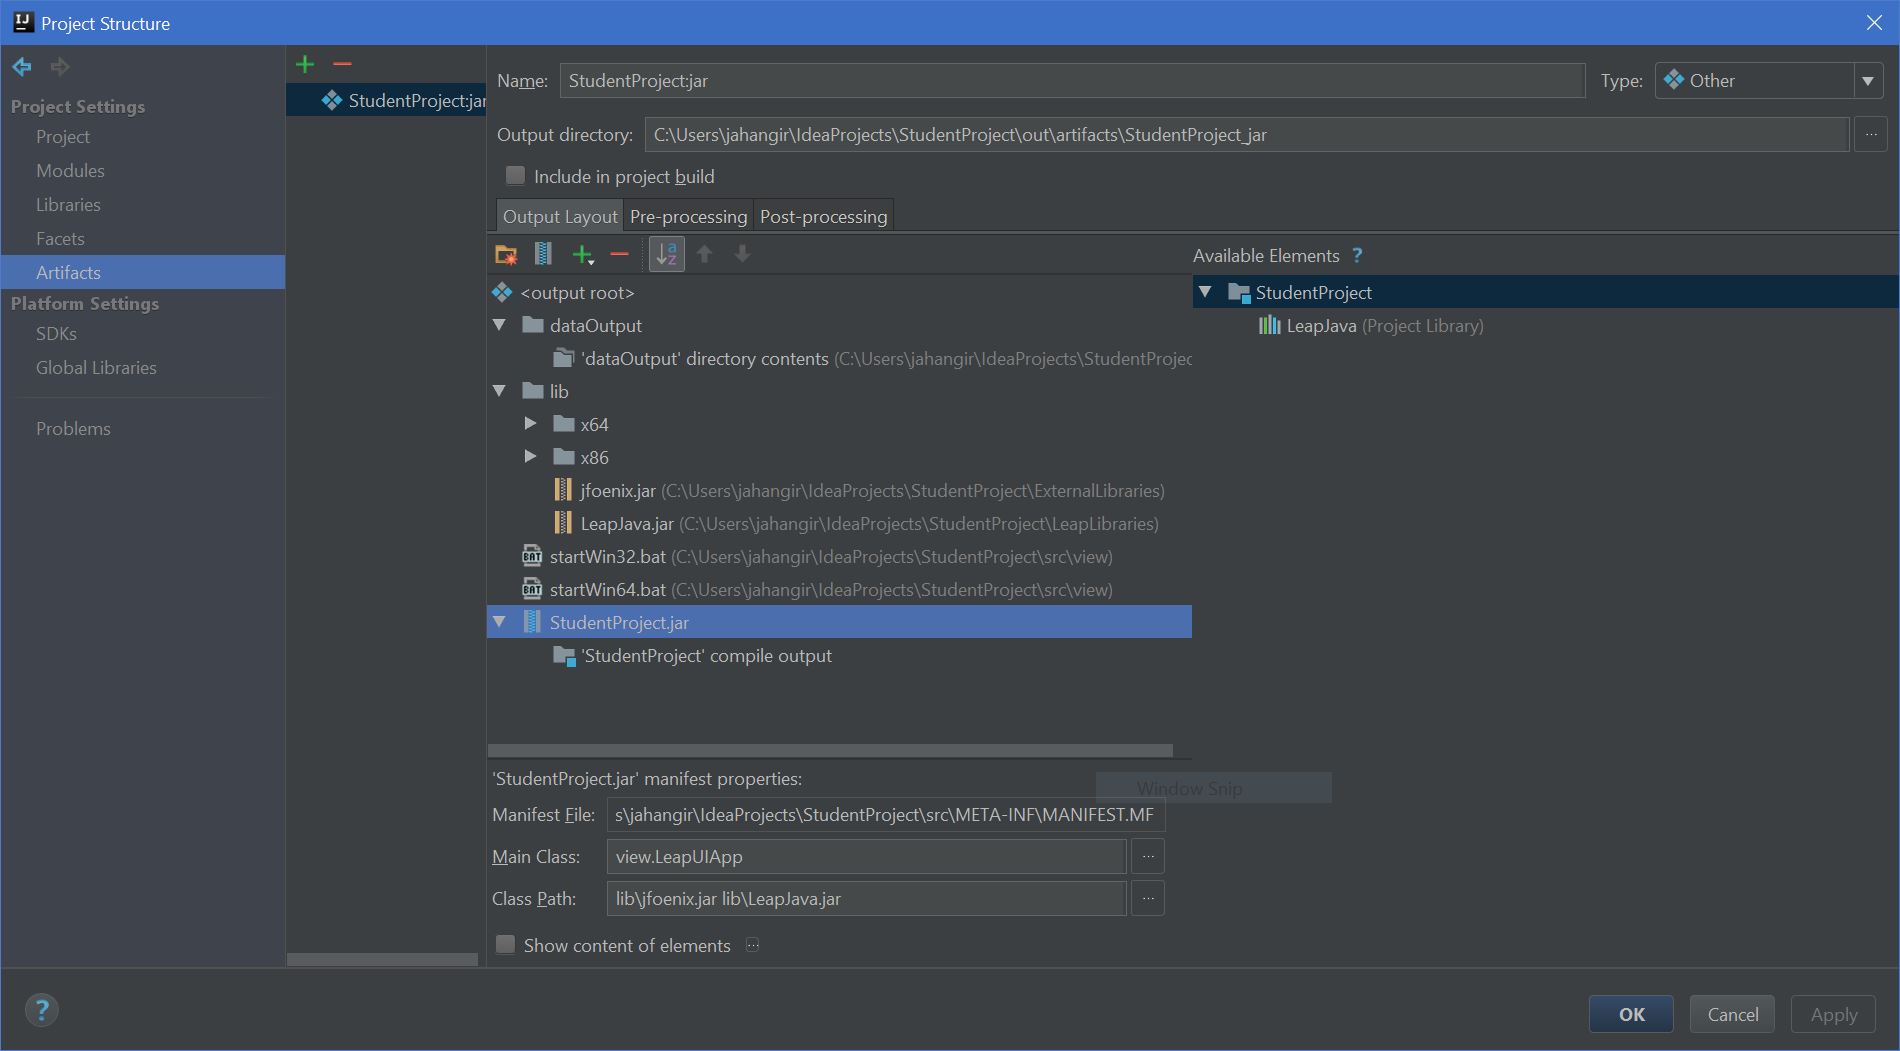 Project Structure
Project Settings
Project
Modules
Libraries
Facets
Artifacts
Platform Settings
SDKs
Global Libraries
Problems
StudentProject:jar
Name: StudentProject:jar Type: Other
Output directory: C:\Users\jahangir\IdeaProjects\StudentProject\out\artifacts\StudentProject_jar ...
Include in project build
Output Layout Pre-processing Post-processing
Available Elements ?
<output root>
dataOutput
'dataOutput' directory contents (C:\Users\jahangir\IdeaProjects\StudentProjec
lib
x64
x86
jfoenix.jar (C:\Users\jahangir\IdeaProjects\StudentProject\ExternalLibraries)
LeapJava.jar (C:\Users\jahangir\IdeaProjects\StudentProject\LeapLibraries)
startWin32.bat (C:\Users\jahangir\IdeaProjects\StudentProject\src\view)
startWin64.bat (C:\Users\jahangir\IdeaProjects\StudentProject\src\view)
StudentProject.jar
'StudentProject' compile output
StudentProject
LeapJava (Project Library)
'StudentProject.jar' manifest properties:
Window Snip
Manifest File: s\jahangir\IdeaProjects\StudentProject\src\META-INF\MANIFEST.MF
Main Class: view.LeapUIApp ...
Class Path: lib\jfoenix.jar lib\LeapJava.jar ...
Show content of elements ...
?
OK Cancel Apply